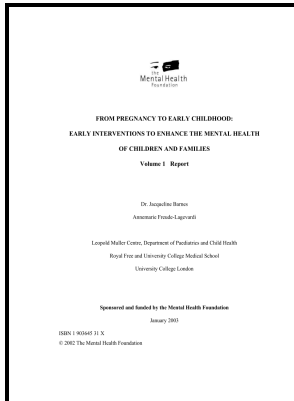 the
Mental Health
Foundation
FROM PREGNANCY TO EARLY CHILDHOOD:
EARLY INTERVENTIONS TO ENHANCE THE MENTAL HEALTH
OF CHILDREN AND FAMILIES
Volume 1 Report
Dr. Jacqueline Barnes
Annemarie Freude-Lagevardi
Leopold Muller Centre, Department of Paediatrics and Child Health
Royal Free and University College Medical School
University College London
Sponsored and funded by the Mental Health Foundation
January 2003
ISBN 1 903645 31 X
© 2002 The Mental Health Foundation